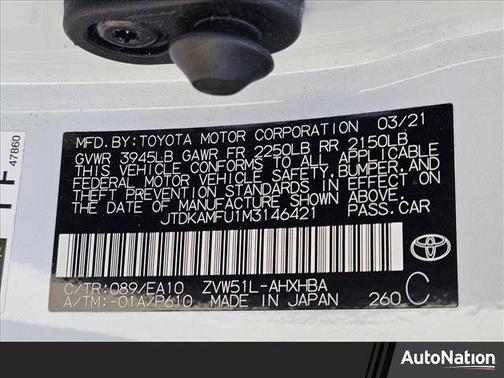 MFD. BY: TOYOTA MOTOR CORPORATION 03/21
GVWR 3945LB GAWR FR 2250LB RR 2150LB
THIS VEHICLE CONFORMS TO ALL APPLICABLE
FEDERAL MOTOR VEHICLE SAFETY, BUMPER, AND
THEFT PREVENTION STANDARDS IN EFFECT ON
THE DATE OF MANUFACTURE SHOWN ABOVE.
JTDKAMFU1M3146421 PASS. CAR
TOYOTA
C/TR: 089/EA10 ZVW51L-AHXHBA
A/TM: -01A/P610 MADE IN JAPAN 260 C
47860
AutoNation